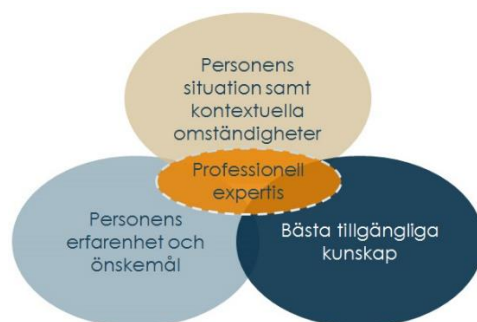 Personens
situation samt
kontextuella
omständigheter
Professionell
expertis
Personens
erfarenhet och
önskemål
Bästa tillgängliga
kunskap